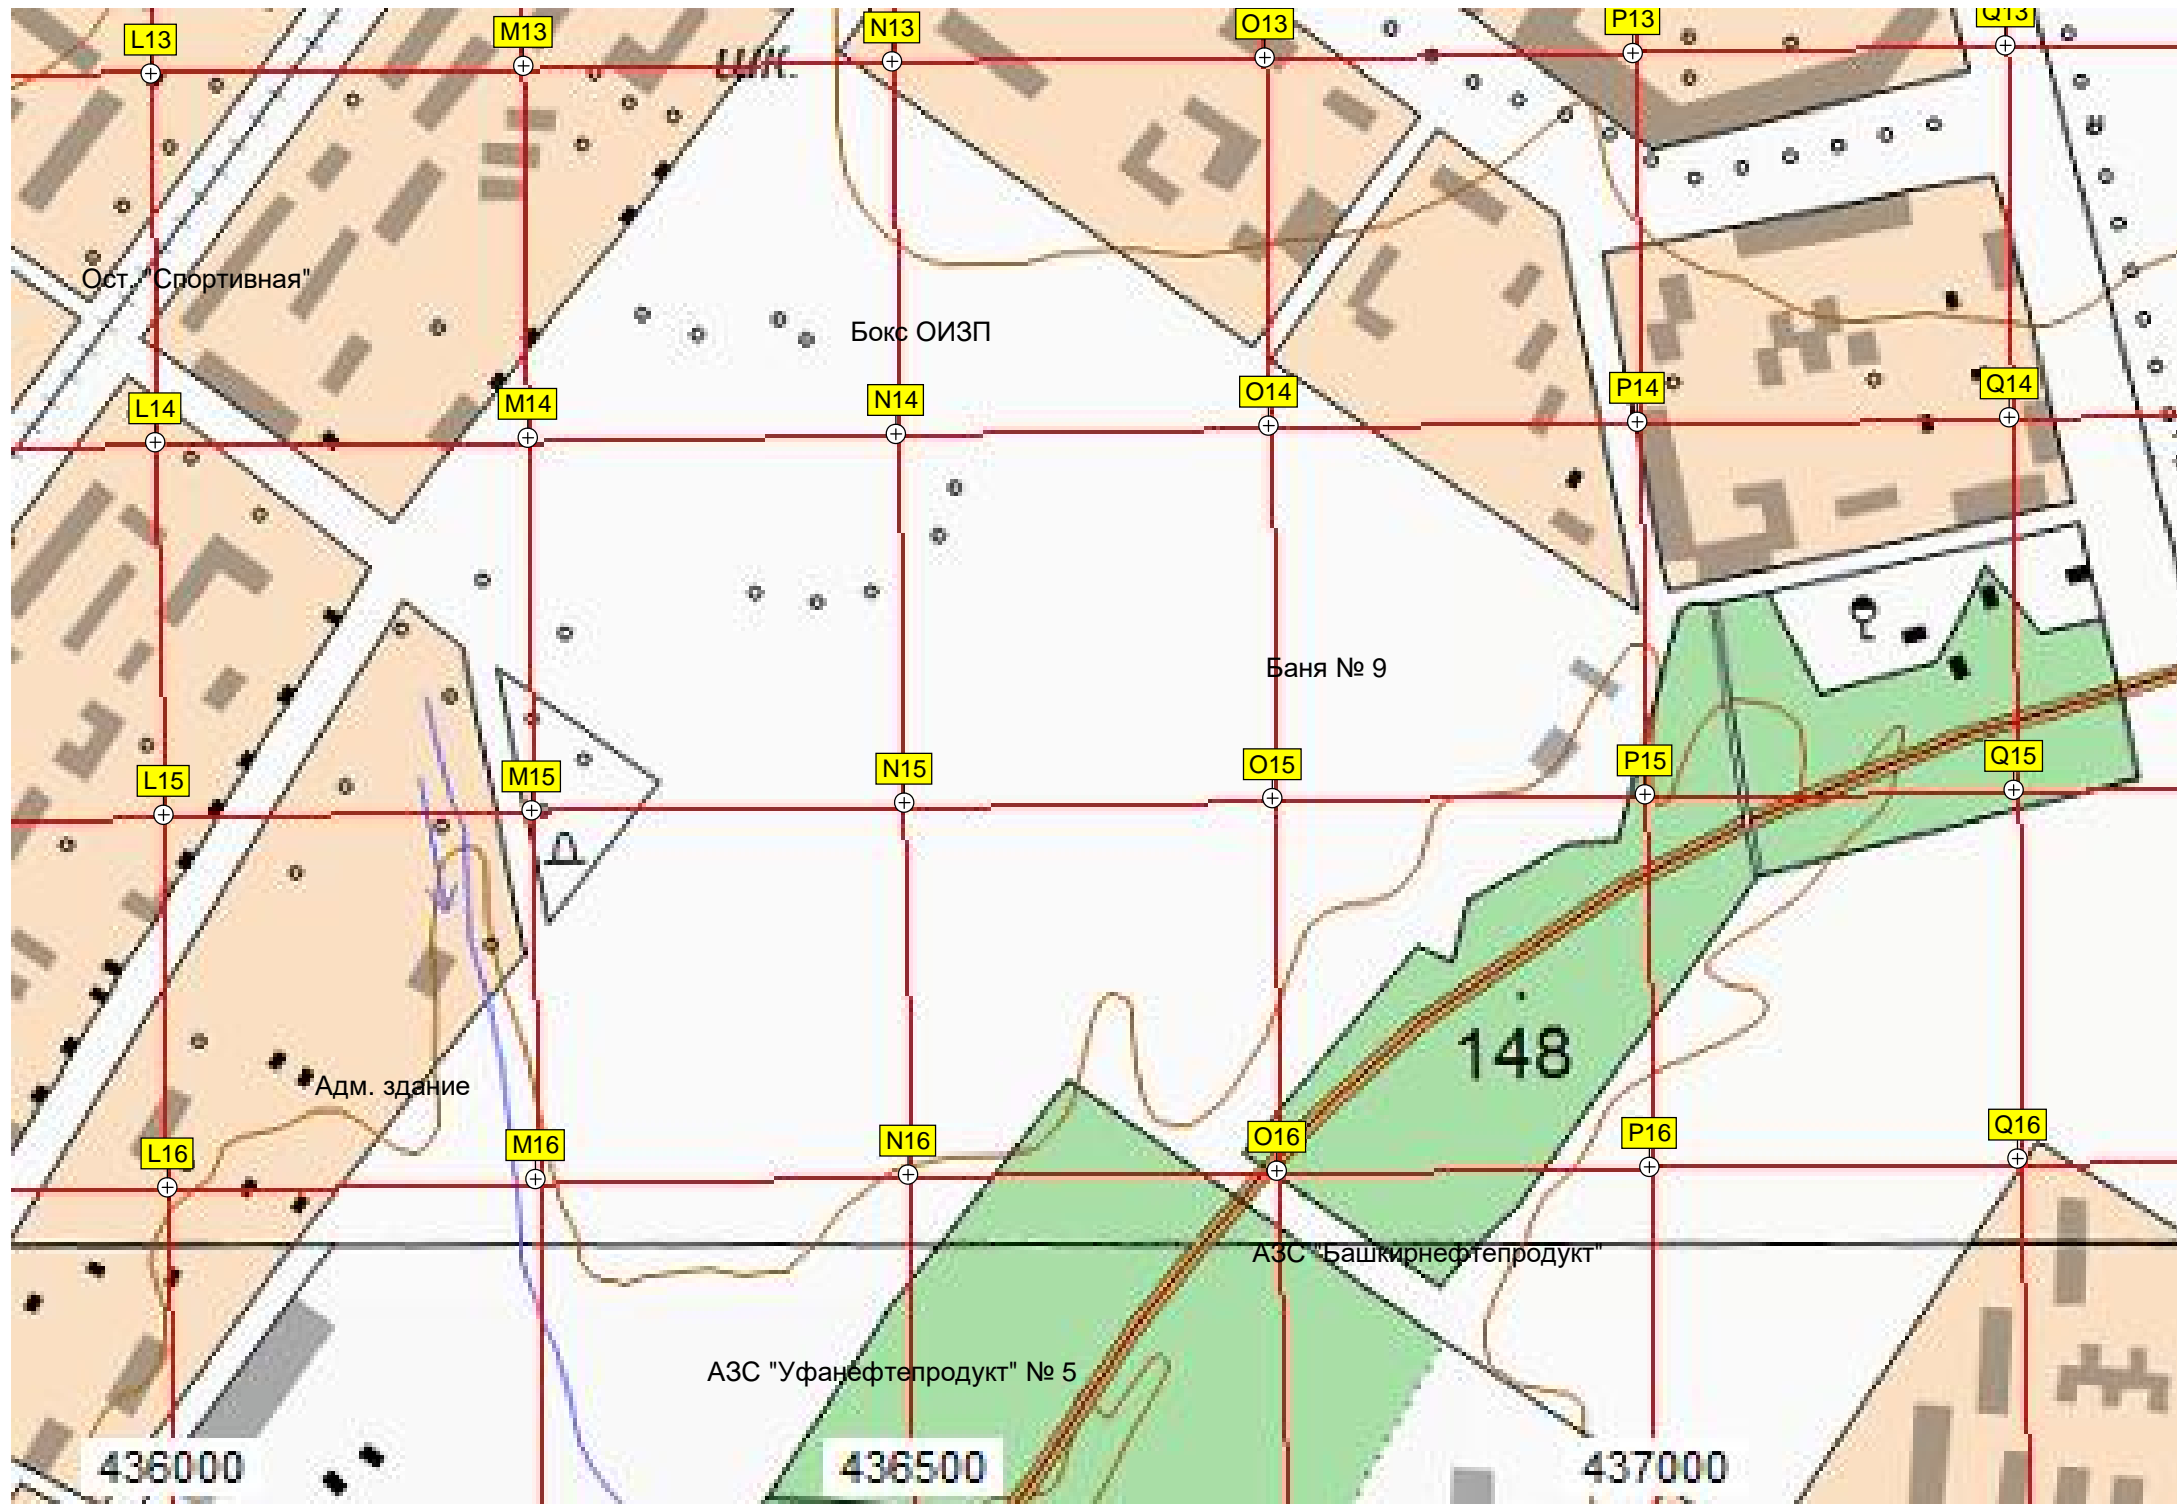 L13
M13
шк.
N13
O13
P13
Q13
Ост. "Спортивная"
Бокс ОИЗП
L14
M14
N14
O14
P14
Q14
Баня № 9
L15
M15
N15
O15
P15
Q15
148
Адм. здание
L16
M16
N16
O16
P16
Q16
АЗС "Башкирнефтепродукт"
АЗС "Уфанефтепродукт" № 5
436000
436500
437000